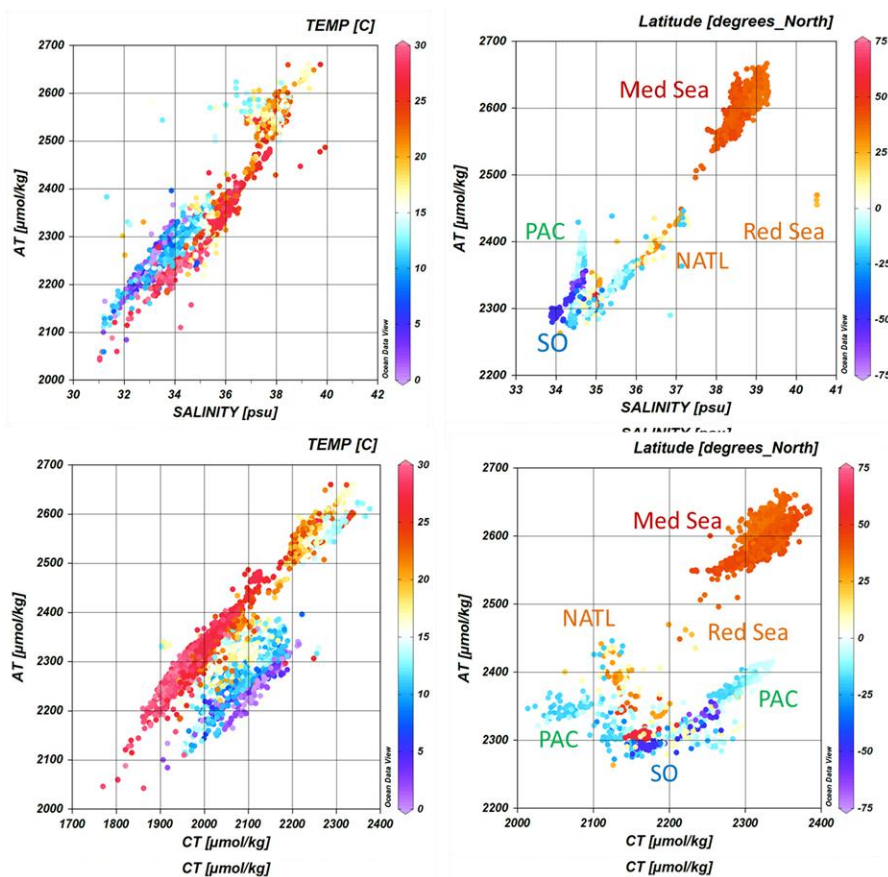 TEMP [C]
AT [µmol/kg]
2700
2600
2500
2400
2300
2200
2100
2000
30
32
34
36
38
40
42
SALINITY [psu]
30
25
20
15
10
5
0
Ocean Data View
Latitude [degrees_North]
AT [µmol/kg]
2700
2600
2500
2400
2300
2200
Med Sea
PAC
Red Sea
NATL
SO
33
34
35
36
37
38
39
40
41
SALINITY [psu]
SALINITY [psu]
75
50
25
0
-25
-50
-75
Ocean Data View
TEMP [C]
AT [µmol/kg]
2700
2600
2500
2400
2300
2200
2100
2000
1700
1800
1900
2000
2100
2200
2300
2400
CT [µmol/kg]
CT [µmol/kg]
30
25
20
15
10
5
0
Ocean Data View
Latitude [degrees_North]
AT [µmol/kg]
2700
2600
2500
2400
2300
2200
Med Sea
NATL
Red Sea
PAC
PAC
SO
2000
2100
2200
2300
2400
CT [µmol/kg]
CT [µmol/kg]
75
50
25
0
-25
-50
-75
Ocean Data View